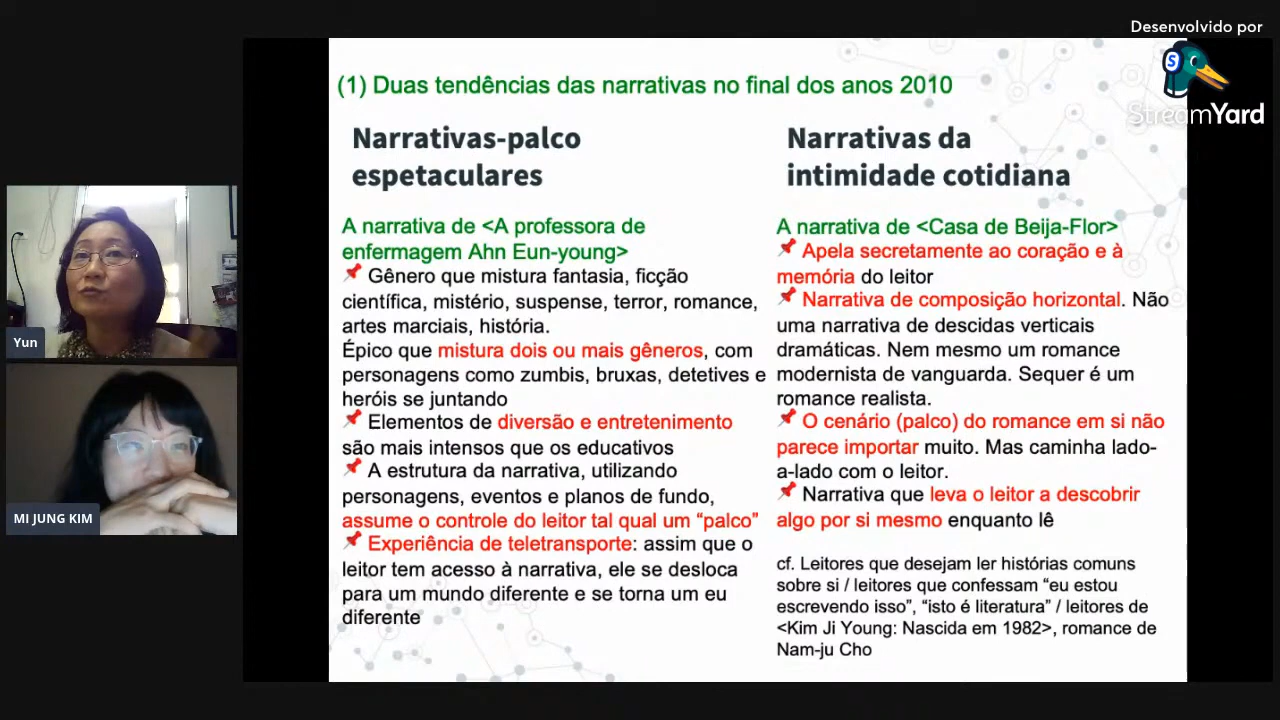 Desenvolvido por
StreamYard
(1) Duas tendências das narrativas no final dos anos 2010
Narrativas-palco
espetaculares
A narrativa de <A professora de
enfermagem Ahn Eun-young>
Gênero que mistura fantasia, ficção
científica, mistério, suspense, terror, romance,
artes marciais, história.
Épico que mistura dois ou mais gêneros, com
personagens como zumbis, bruxas, detetives e
heróis se juntando
Elementos de diversão e entretenimento
são mais intensos que os educativos
A estrutura da narrativa, utilizando
personagens, eventos e planos de fundo,
assume o controle do leitor tal qual um “palco”
Experiência de teletransporte: assim que o
leitor tem acesso à narrativa, ele se desloca
para um mundo diferente e se torna um eu
diferente
Narrativas da
intimidade cotidiana
A narrativa de <Casa de Beija-Flor>
Apela secretamente ao coração e à
memória do leitor
Narrativa de composição horizontal. Não
uma narrativa de descidas verticais
dramáticas. Nem mesmo um romance
modernista de vanguarda. Sequer é um
romance realista.
O cenário (palco) do romance em si não
parece importar muito. Mas caminha lado-
a-lado com o leitor.
Narrativa que leva o leitor a descobrir
algo por si mesmo enquanto lê
cf. Leitores que desejam ler histórias comuns
sobre si / leitores que confessam “eu estou
escrevendo isso”, “isto é literatura” / leitores de
<Kim Ji Young: Nascida em 1982>, romance de
Nam-ju Cho
Yun
MI JUNG KIM